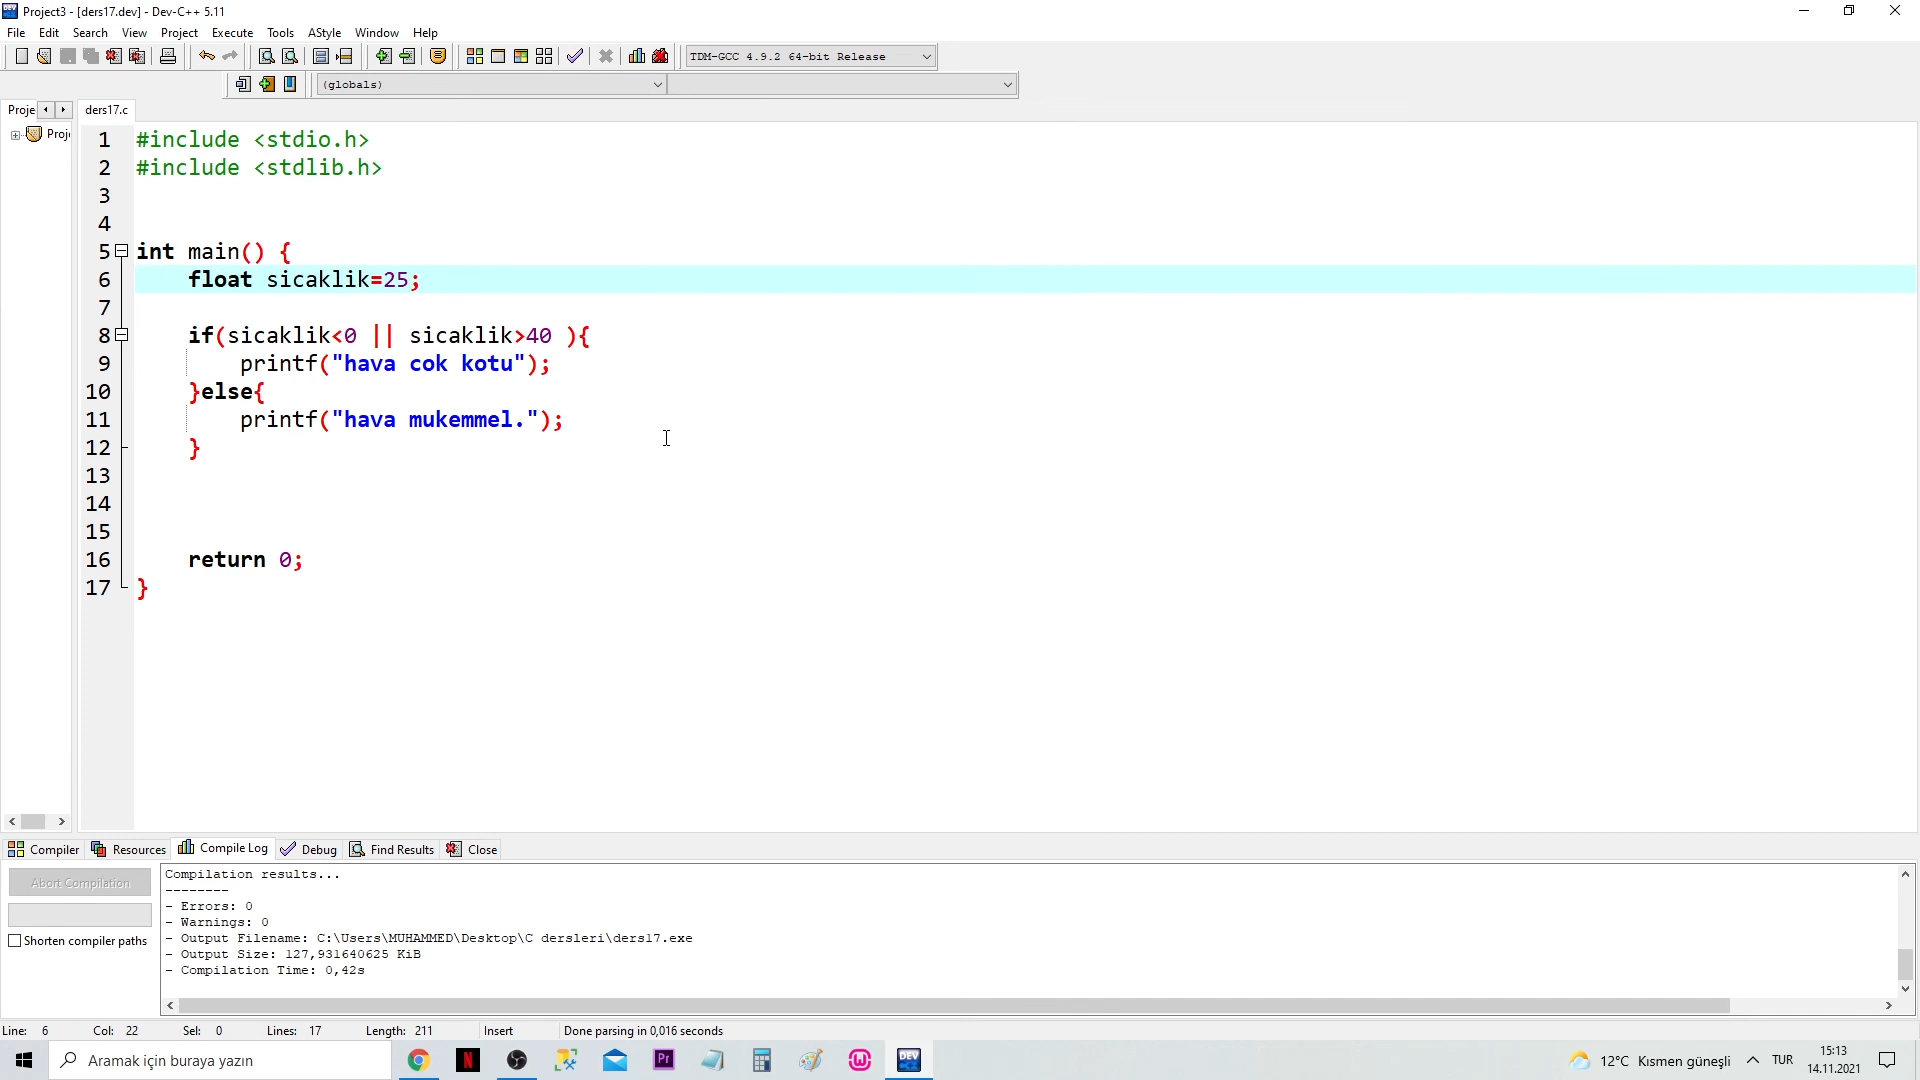 Project3 - [ders17.dev] - Dev-C++ 5.11
File Edit Search View Project Execute Tools AStyle Window Help
TDM-GCC 4.9.2 64-bit Release
(globals)
Proje ders17.c
Proj
1 #include <stdio.h>
2 #include <stdlib.h>
3
4
5 int main() {
6 float sicaklik=25;
7
8 if(sicaklik<0 || sicaklik>40 ){
9 printf("hava cok kotu");
10 }else{
11 printf("hava mukemmel.");
12 }
13
14
15
16 return 0;
17 }
Compiler Resources Compile Log Debug Find Results Close
Abort Compilation
Shorten compiler paths
Compilation results...
--------
- Errors: 0
- Warnings: 0
- Output Filename: C:\Users\MUHAMMED\Desktop\C dersleri\ders17.exe
- Output Size: 127,931640625 KiB
- Compilation Time: 0,42s
Line: 6 Col: 22 Sel: 0 Lines: 17 Length: 211 Insert Done parsing in 0,016 seconds
Aramak için buraya yazın
N
Pr
W
DEV
12°C Kısmen güneşli
TUR
15:13
14.11.2021